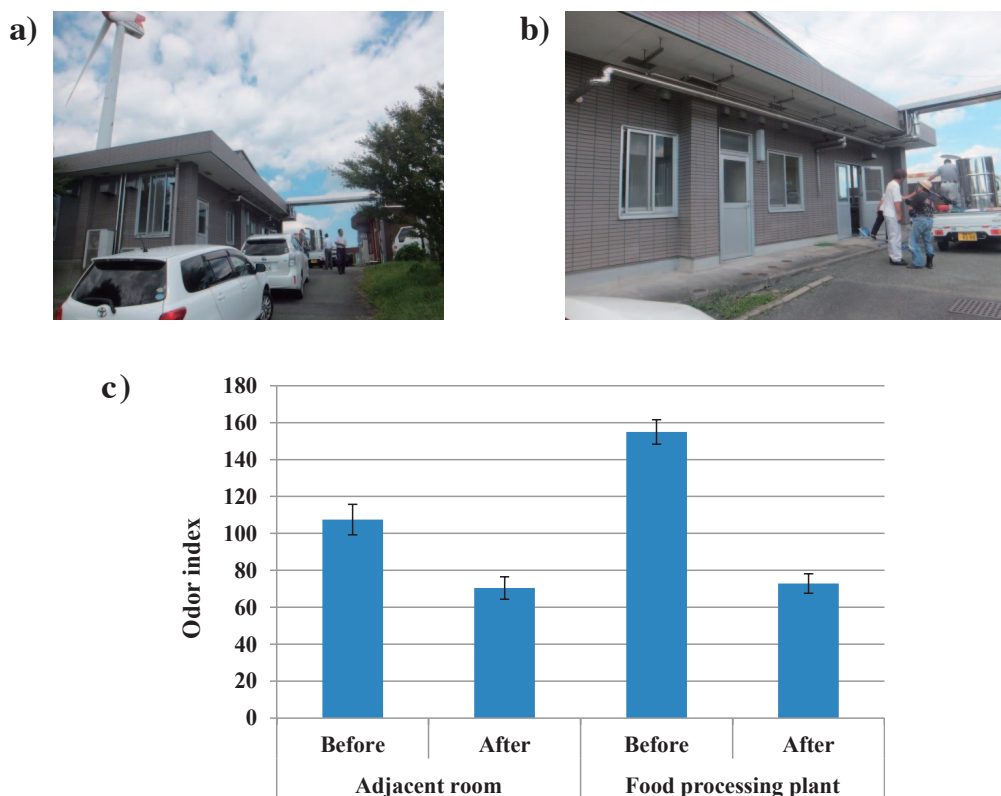 a)
b)
c)
Odor index
180
160
140
120
100
80
60
40
20
0
Before After Before After
Adjacent room Food processing plant